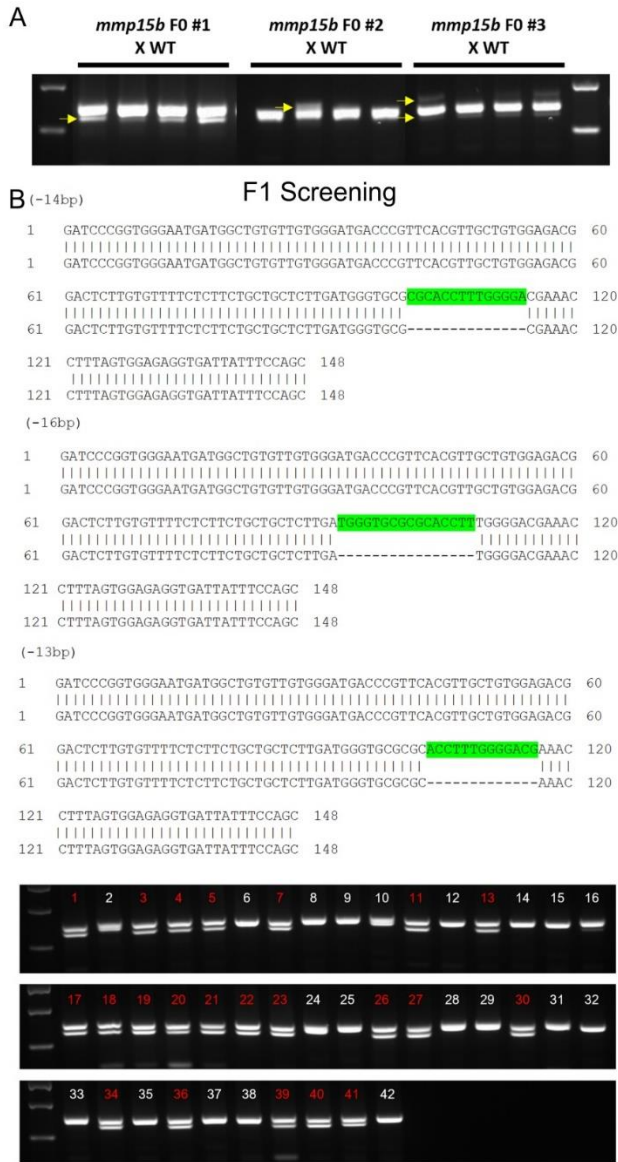 A
mmp15b F0 #1 X WT
mmp15b F0 #2 X WT
mmp15b F0 #3 X WT
F1 Screening
B (-14bp)
1 GATCCCGGTGGGAATGATGGCTGTGTTGTGGGATGACCCGTTCACGTTGCTGTGGAGACG 60
1 GATCCCGGTGGGAATGATGGCTGTGTTGTGGGATGACCCGTTCACGTTGCTGTGGAGACG 60
61 GACTCTTGTGTTTTCTCTTCTGCTGCTCTTGATGGGTGCGCGCACCTTTGGGGACGAAAC 120
61 GACTCTTGTGTTTTCTCTTCTGCTGCTCTTGATGGGTGCG--------------CGAAAC 120
121 CTTTAGTGGAGAGGTGATTATTTCCAGC 148
121 CTTTAGTGGAGAGGTGATTATTTCCAGC 148
(-16bp)
1 GATCCCGGTGGGAATGATGGCTGTGTTGTGGGATGACCCGTTCACGTTGCTGTGGAGACG 60
1 GATCCCGGTGGGAATGATGGCTGTGTTGTGGGATGACCCGTTCACGTTGCTGTGGAGACG 60
61 GACTCTTGTGTTTTCTCTTCTGCTGCTCTTGATGGGTGCGCGCACCTTTGGGGACGAAAC 120
61 GACTCTTGTGTTTTCTCTTCTGCTGCTCTTGA----------------TGGGGACGAAAC 120
121 CTTTAGTGGAGAGGTGATTATTTCCAGC 148
121 CTTTAGTGGAGAGGTGATTATTTCCAGC 148
(-13bp)
1 GATCCCGGTGGGAATGATGGCTGTGTTGTGGGATGACCCGTTCACGTTGCTGTGGAGACG 60
1 GATCCCGGTGGGAATGATGGCTGTGTTGTGGGATGACCCGTTCACGTTGCTGTGGAGACG 60
61 GACTCTTGTGTTTTCTCTTCTGCTGCTCTTGATGGGTGCGCGCACCTTTGGGGACGAAAC 120
61 GACTCTTGTGTTTTCTCTTCTGCTGCTCTTGATGGGTGCGCGC-------------AAAC 120
121 CTTTAGTGGAGAGGTGATTATTTCCAGC 148
121 CTTTAGTGGAGAGGTGATTATTTCCAGC 148
1 2 3 4 5 6 7 8 9 10 11 12 13 14 15 16
17 18 19 20 21 22 23 24 25 26 27 28 29 30 31 32
33 34 35 36 37 38 39 40 41 42